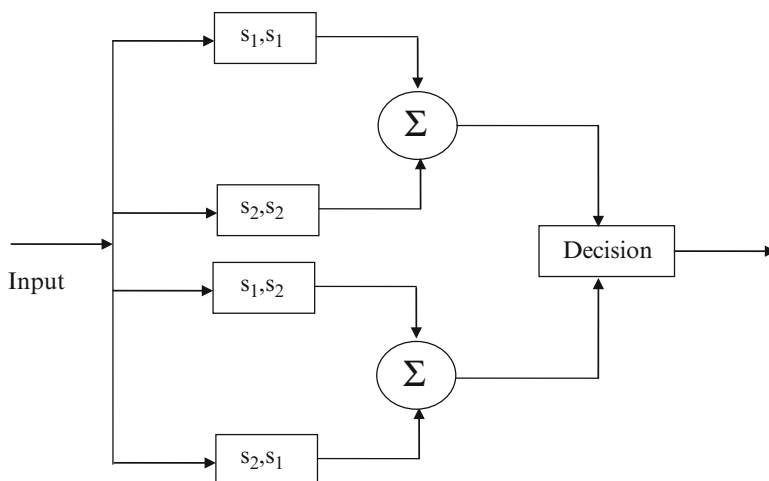 s₁,s₁
Σ
s₂,s₂
Decision
Input
s₁,s₂
Σ
s₂,s₁